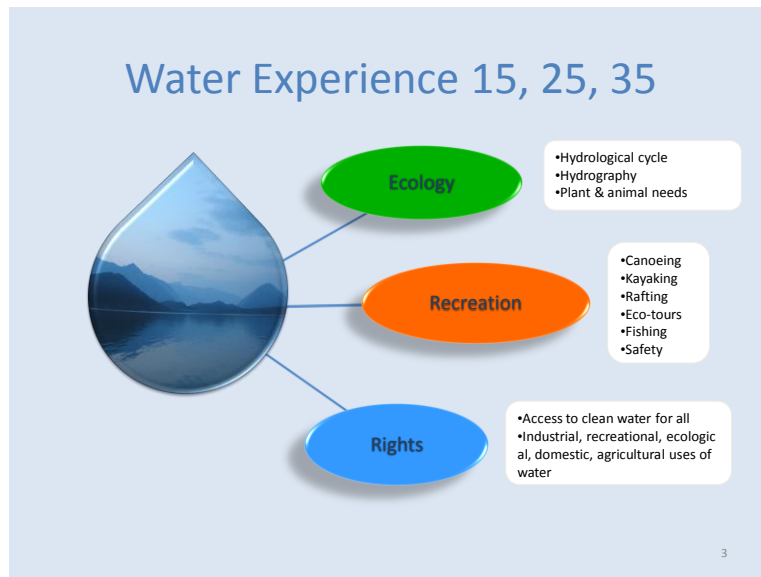 Water Experience 15, 25, 35
Ecology
•Hydrological cycle
•Hydrography
•Plant & animal needs
Recreation
•Canoeing
•Kayaking
•Rafting
•Eco-tours
•Fishing
•Safety
Rights
•Access to clean water for all
•Industrial, recreational, ecologic
al, domestic, agricultural uses of
water
3